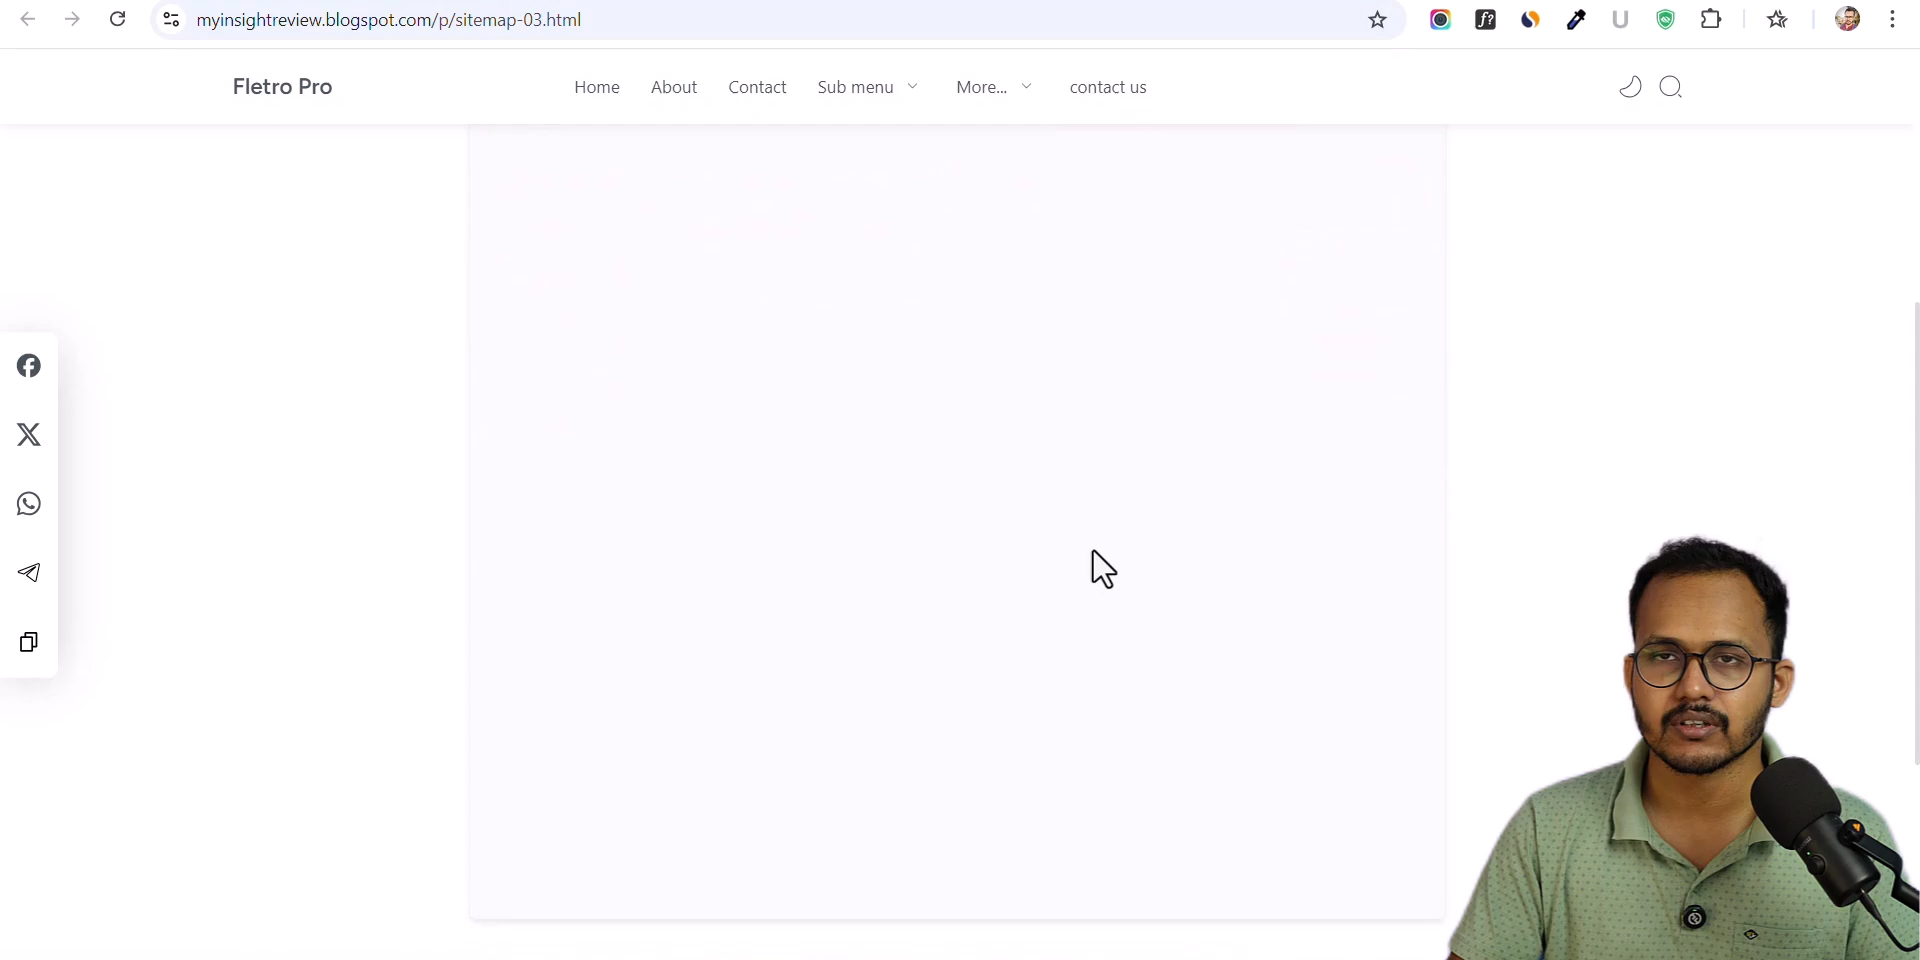 myinsightreview.blogspot.com/p/sitemap-03.html
f?
U
Fletro Pro
Home
About
Contact
Sub menu
More...
contact us